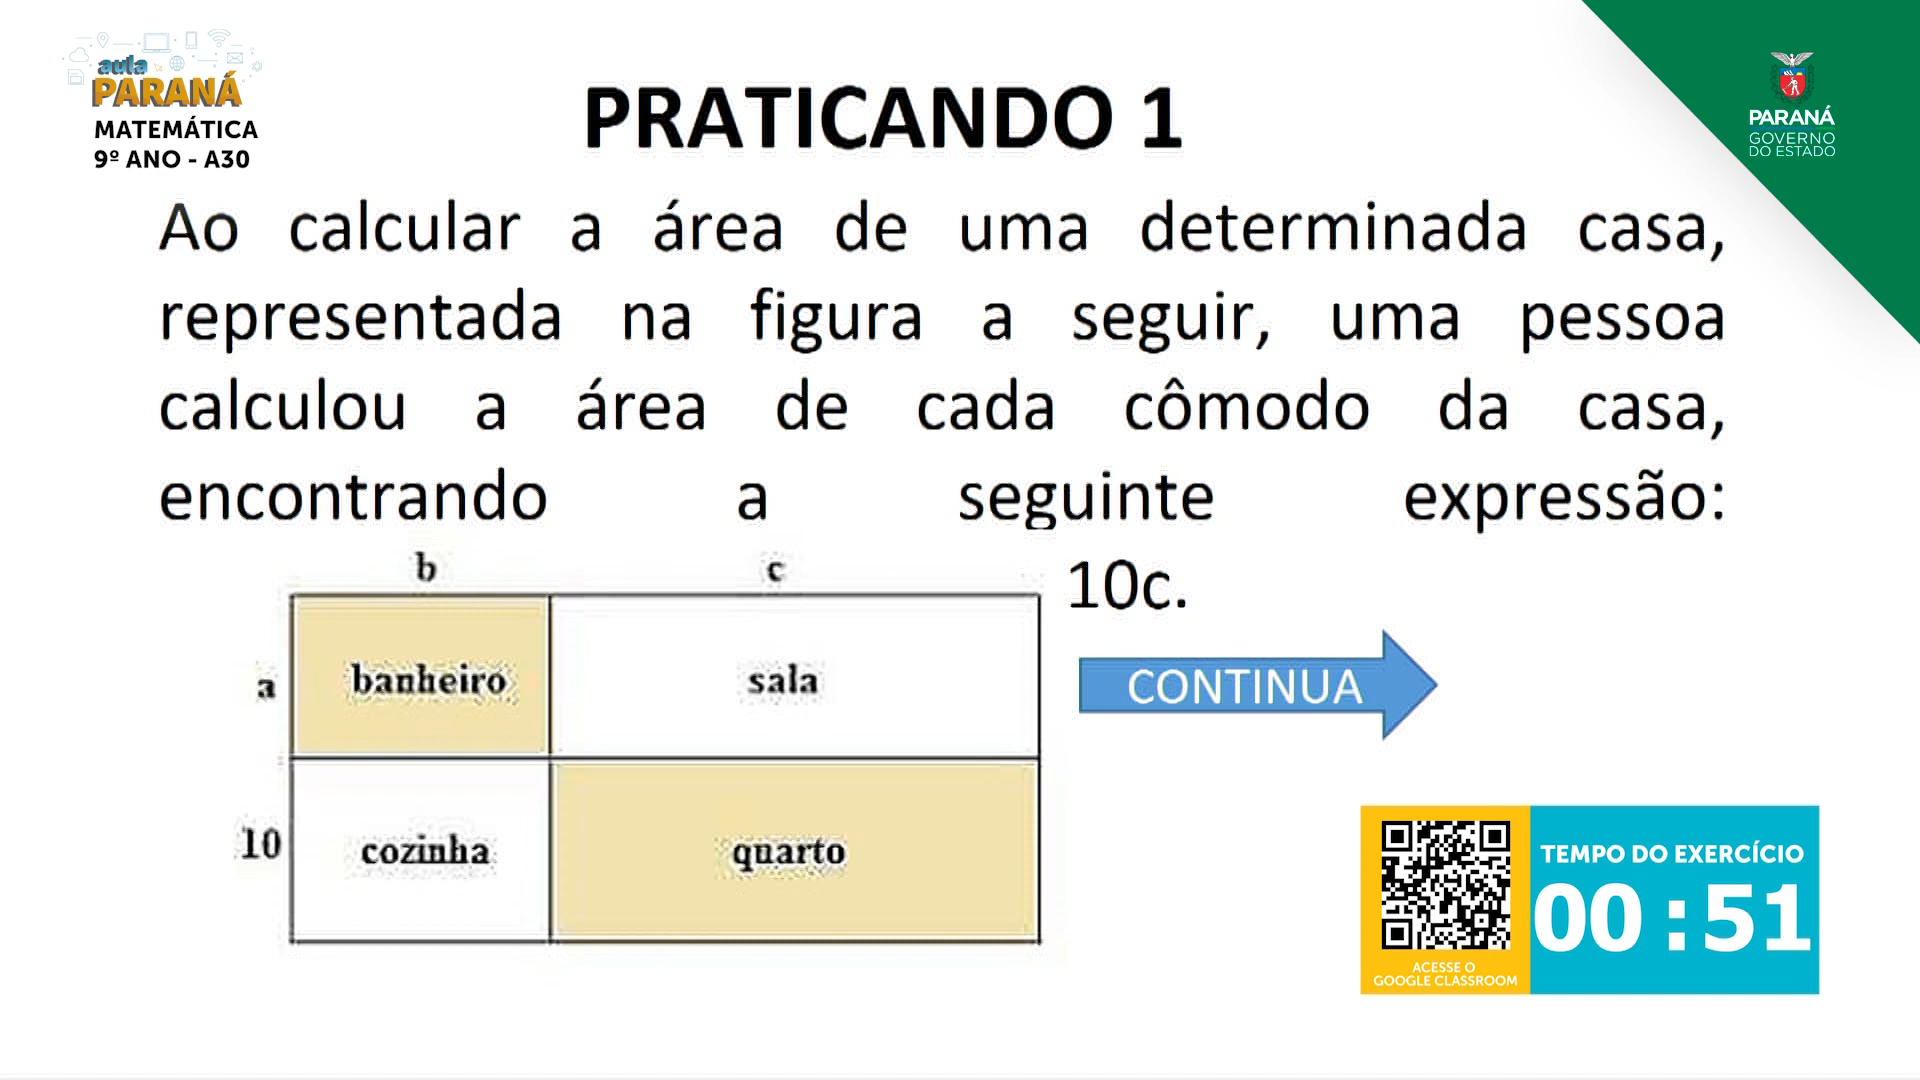 aula
PARANÁ
MATEMÁTICA
9º ANO - A30
PRATICANDO 1
PARANÁ
GOVERNO
DO ESTADO
Ao calcular a área de uma determinada casa,
representada na figura a seguir, uma pessoa
calculou a área de cada cômodo da casa,
encontrando a seguinte expressão:
10c.
b c
a banheiro sala
10 cozinha quarto
CONTINUA
TEMPO DO EXERCÍCIO
00:51
ACESSE O
GOOGLE CLASSROOM